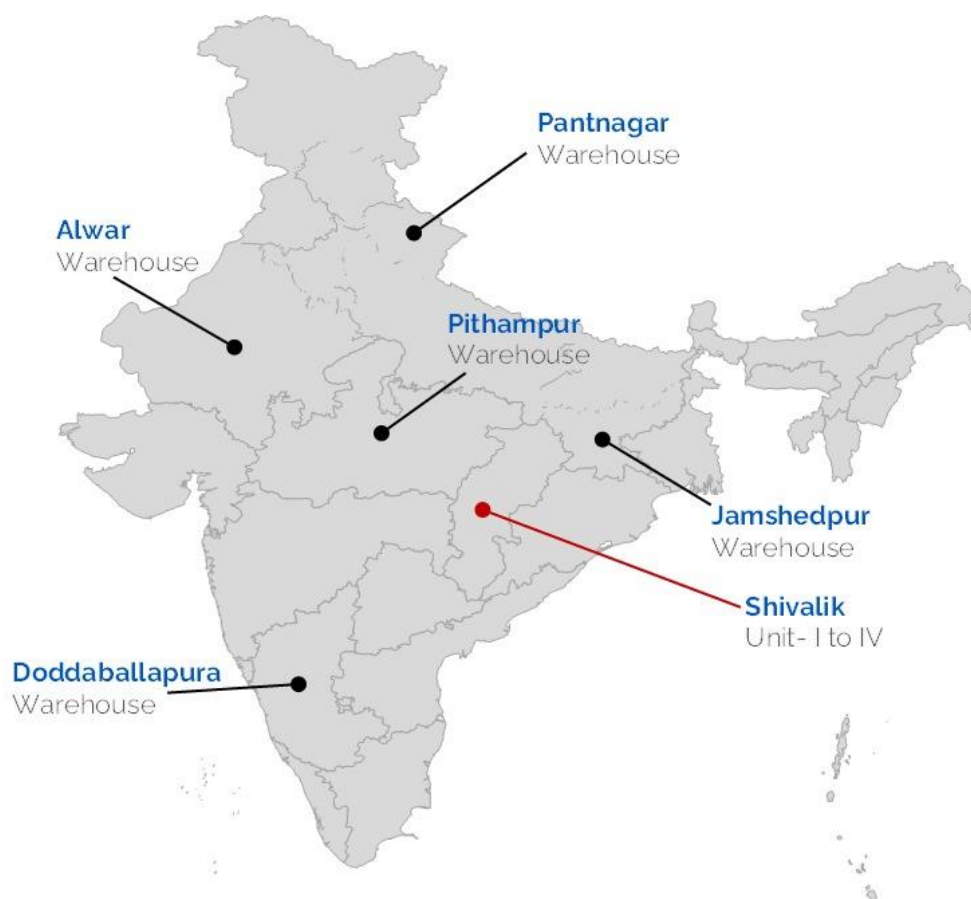 Pantnagar
Warehouse
Alwar
Warehouse
Pithampur
Warehouse
Jamshedpur
Warehouse
Shivalik
Unit- I to IV
Doddaballapura
Warehouse